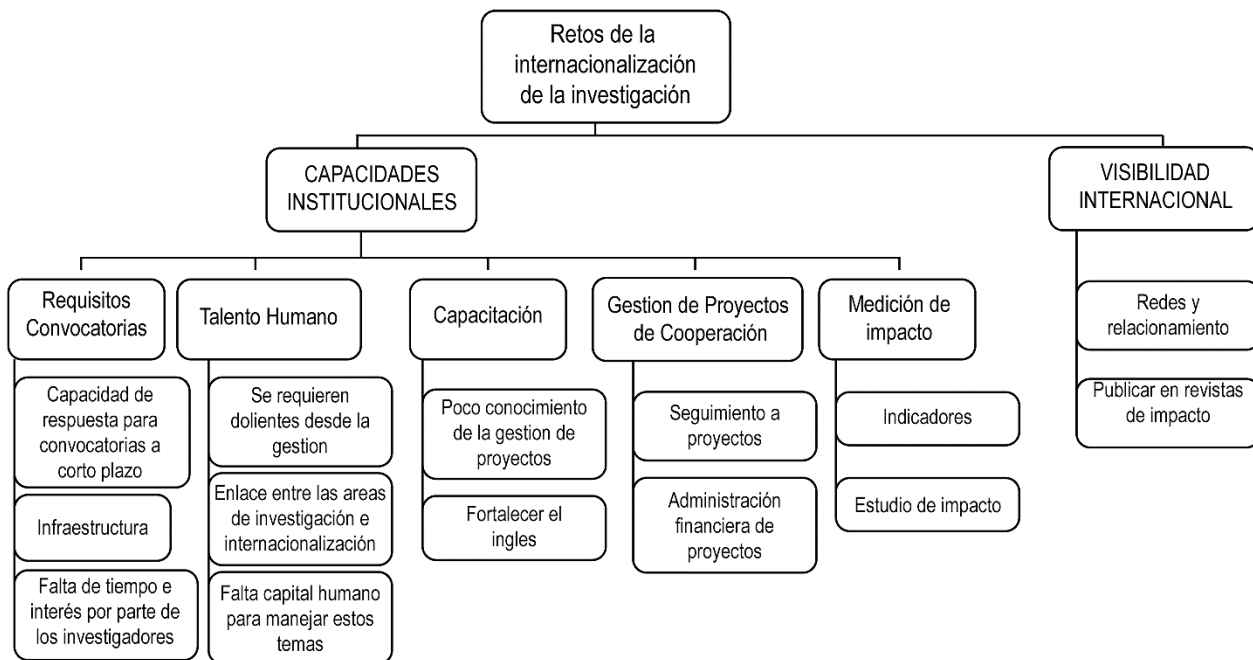 Retos de la
internacionalización
de la investigación
CAPACIDADES
INSTITUCIONALES
VISIBILIDAD
INTERNACIONAL
Requisitos
Convocatorias
Talento Humano
Capacitación
Gestion de Proyectos
de Cooperación
Medición de
impacto
Capacidad de
respuesta para
convocatorias a
corto plazo
Infraestructura
Falta de tiempo e
interés por parte de
los investigadores
Se requieren
dolientes desde la
gestion
Enlace entre las areas
de investigación e
internacionalización
Falta capital humano
para manejar estos
temas
Poco conocimiento
de la gestion de
proyectos
Fortalecer el
ingles
Seguimiento a
proyectos
Administración
financiera de
proyectos
Indicadores
Estudio de impacto
Redes y
relacionamiento
Publicar en revistas
de impacto